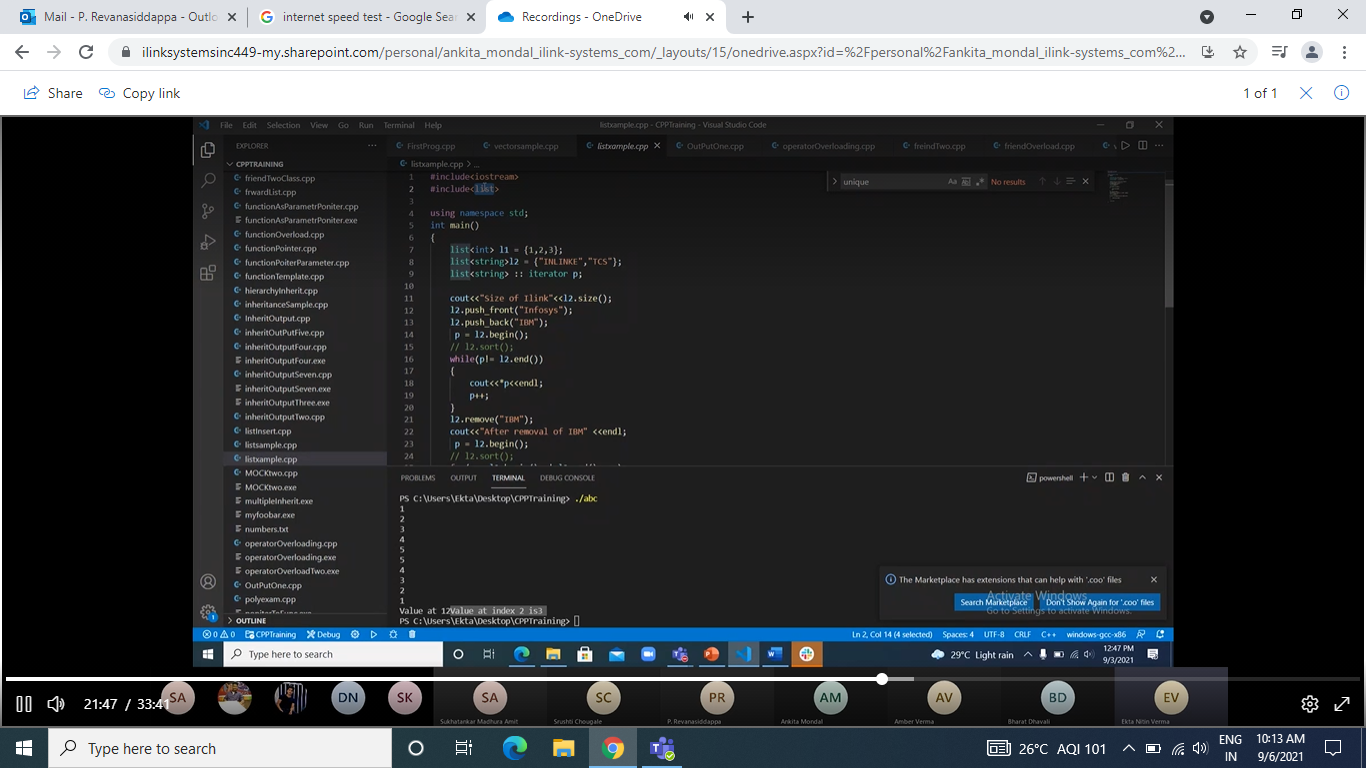 Mail - P. Revanasiddappa - Outlo
internet speed test - Google Sear
Recordings - OneDrive
ilinksystemsinc449-my.sharepoint.com/personal/ankita_mondal_ilink-systems_com/_layouts/15/onedrive.aspx?id=%2Fpersonal%2Fankita_mondal_ilink-systems_com%2...
Share Copy link 1 of 1
File Edit Selection View Go Run Terminal Help listxample.cpp - CPPTraining - Visual Studio Code
EXPLORER
CPPTRAINING
friendTwoClass.cpp
frwardList.cpp
functionAsParametrPoniter.cpp
functionAsParametrPoniter.exe
functionOverload.cpp
functionPointer.cpp
functionPoiterParameter.cpp
functionTemplate.cpp
hierarchyInherit.cpp
inheritanceSample.cpp
InheritOutput.cpp
inheritOutPutFive.cpp
inheritOutputFour.cpp
inheritOutputFour.exe
inheritOutputSeven.cpp
inheritOutputSeven.exe
inheritOutputThree.exe
inheritOutputTwo.cpp
listInsert.cpp
listsample.cpp
listxample.cpp
MOCKtwo.cpp
MOCKtwo.exe
multipleInherit.exe
myfoobar.exe
numbers.txt
operatorOverloading.cpp
operatorOverloading.exe
operatorOverloadTwo.exe
OutPutOne.cpp
polyexam.cpp
OUTLINE
FirstProg.cpp vectorsample.cpp listxample.cpp OutPutOne.cpp operatorOverloading.cpp freindTwo.cpp friendOverload.cpp
listxample.cpp > ...
unique Aa No results
1 #include<iostream>
2 #include<list>
3
4 using namespace std;
5 int main()
6 {
7 list<int> l1 = {1,2,3};
8 list<string>l2 = {"INLINKE","TCS"};
9 list<string> :: iterator p;
10
11 cout<<"Size of Ilink"<<l2.size();
12 l2.push_front("Infosys");
13 l2.push_back("IBM");
14 p = l2.begin();
15 // l2.sort();
16 while(p!= l2.end())
17 {
18 cout<<*p<<endl;
19 p++;
20 }
21 l2.remove("IBM");
22 cout<<"After removal of IBM" <<endl;
23 p = l2.begin();
24 // l2.sort();
PROBLEMS OUTPUT TERMINAL DEBUG CONSOLE powershell
PS C:\Users\Ekta\Desktop\CPPTraining> ./abc
1
2
3
4
5
5
4
3
2
1
Value at 12Value at index 2 is3
PS C:\Users\Ekta\Desktop\CPPTraining>
The Marketplace has extensions that can help with '.coo' files
Search Marketplace Don't Show Again for '.coo' files
Activate Windows
Go to Settings to activate Windows.
0 0 CPPTraining Debug Ln 2, Col 14 (4 selected) Spaces: 4 UTF-8 CRLF C++ windows-gcc-x86
Type here to search 29°C Light rain 12:47 PM
9/3/2021
21:47 / 33:41
SA DN SK SA SC PR AM AV BD EV
Sukhatankar Madhura Amit Srushti Chougale P. Revanasiddappa Ankita Mondal Amber Verma Bharat Dhavali Ekta Nitin Verma
Type here to search 26°C AQI 101 ENG IN 10:13 AM
9/6/2021